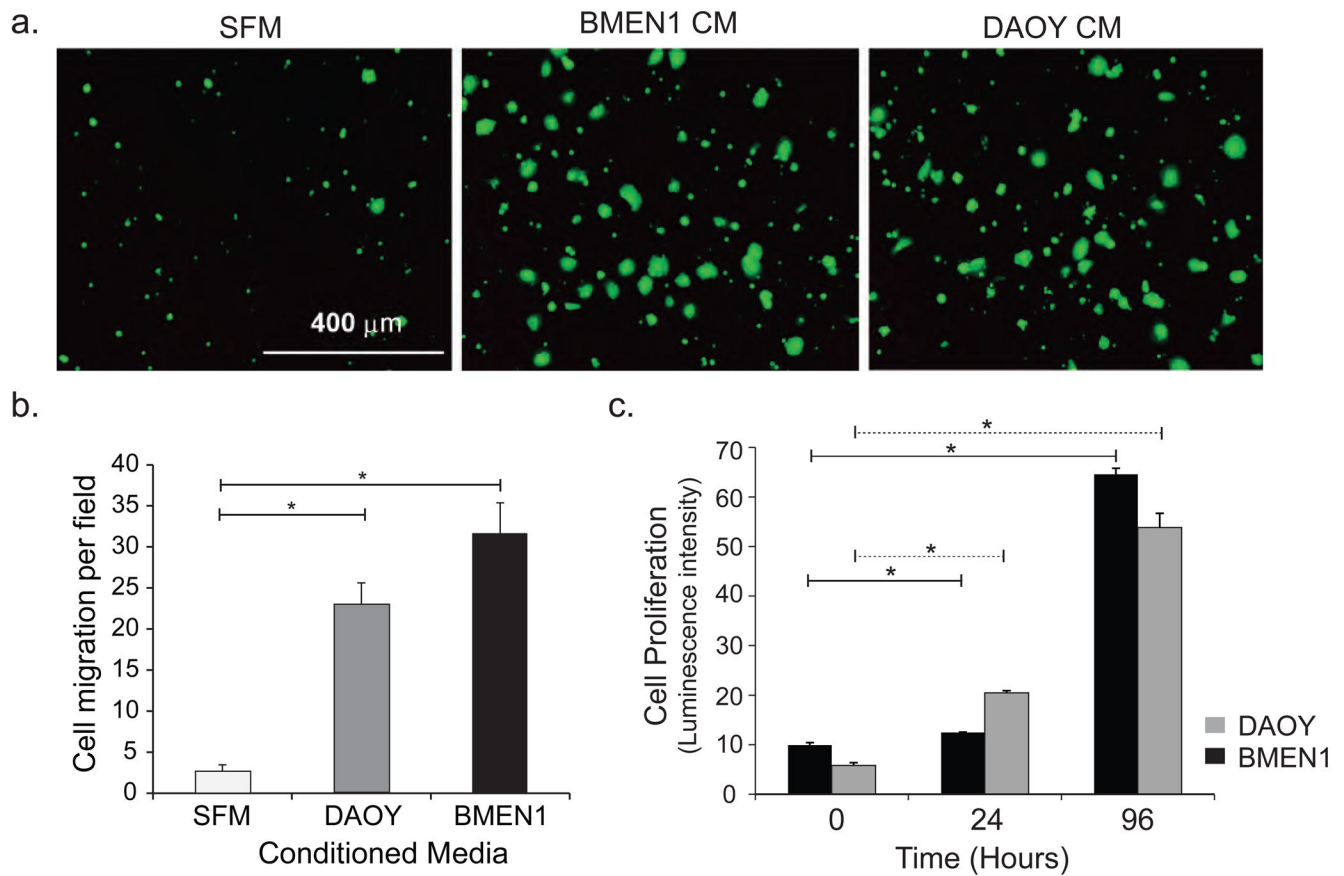 a.
SFM
BMEN1 CM
DAOY CM
400 μm
b.
Cell migration per field
40
35
30
25
20
15
10
5
0
*
*
SFM
DAOY
BMEN1
Conditioned Media
c.
Cell Proliferation
(Luminescence intensity)
70
60
50
40
30
20
10
0
*
*
*
*
0
24
96
Time (Hours)
DAOY
BMEN1